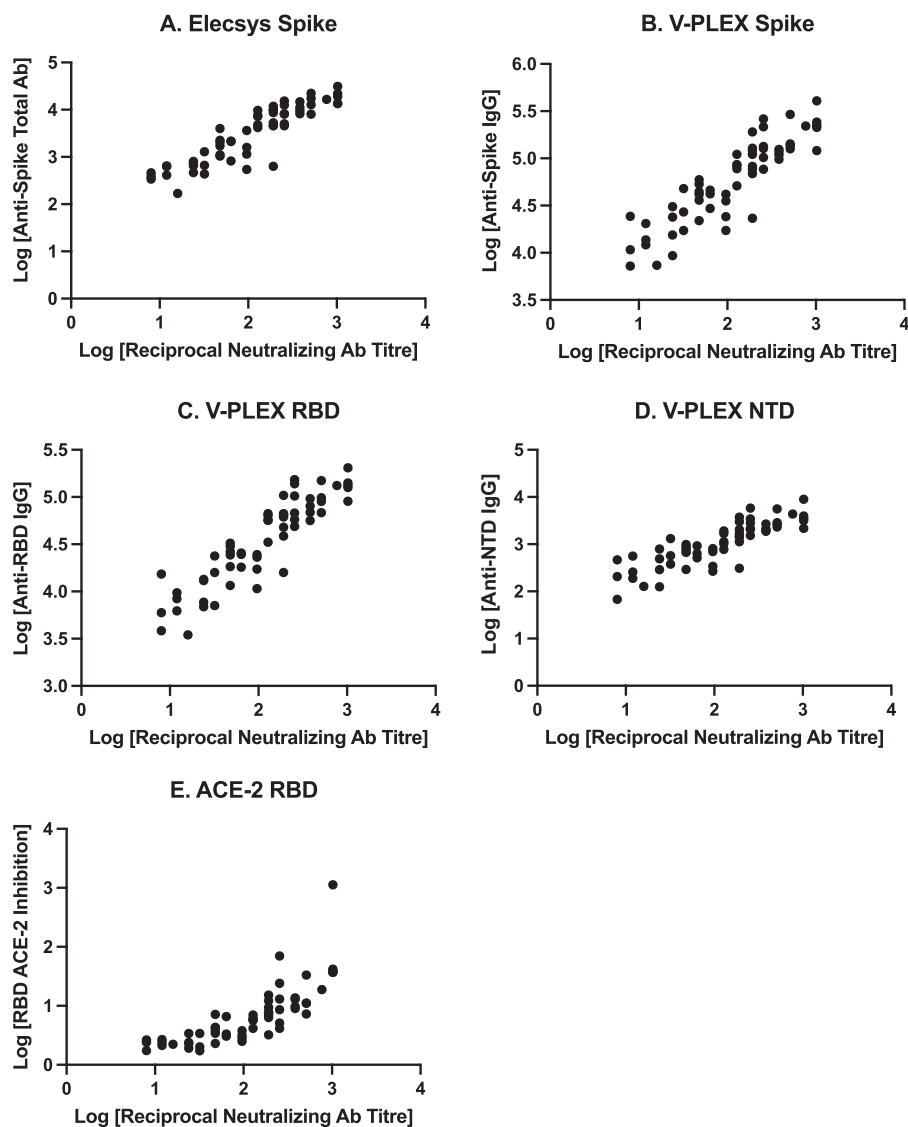 A. Elecsys Spike
Log [Anti-Spike Total Ab]
5
4
3
2
1
0
0 1 2 3 4
Log [Reciprocal Neutralizing Ab Titre]
B. V-PLEX Spike
Log [Anti-Spike IgG]
6.0
5.5
5.0
4.5
4.0
3.5
0 1 2 3 4
Log [Reciprocal Neutralizing Ab Titre]
C. V-PLEX RBD
Log [Anti-RBD IgG]
5.5
5.0
4.5
4.0
3.5
3.0
0 1 2 3 4
Log [Reciprocal Neutralizing Ab Titre]
D. V-PLEX NTD
Log [Anti-NTD IgG]
5
4
3
2
1
0
0 1 2 3 4
Log [Reciprocal Neutralizing Ab Titre]
E. ACE-2 RBD
Log [RBD ACE-2 Inhibition]
4
3
2
1
0
0 1 2 3 4
Log [Reciprocal Neutralizing Ab Titre]